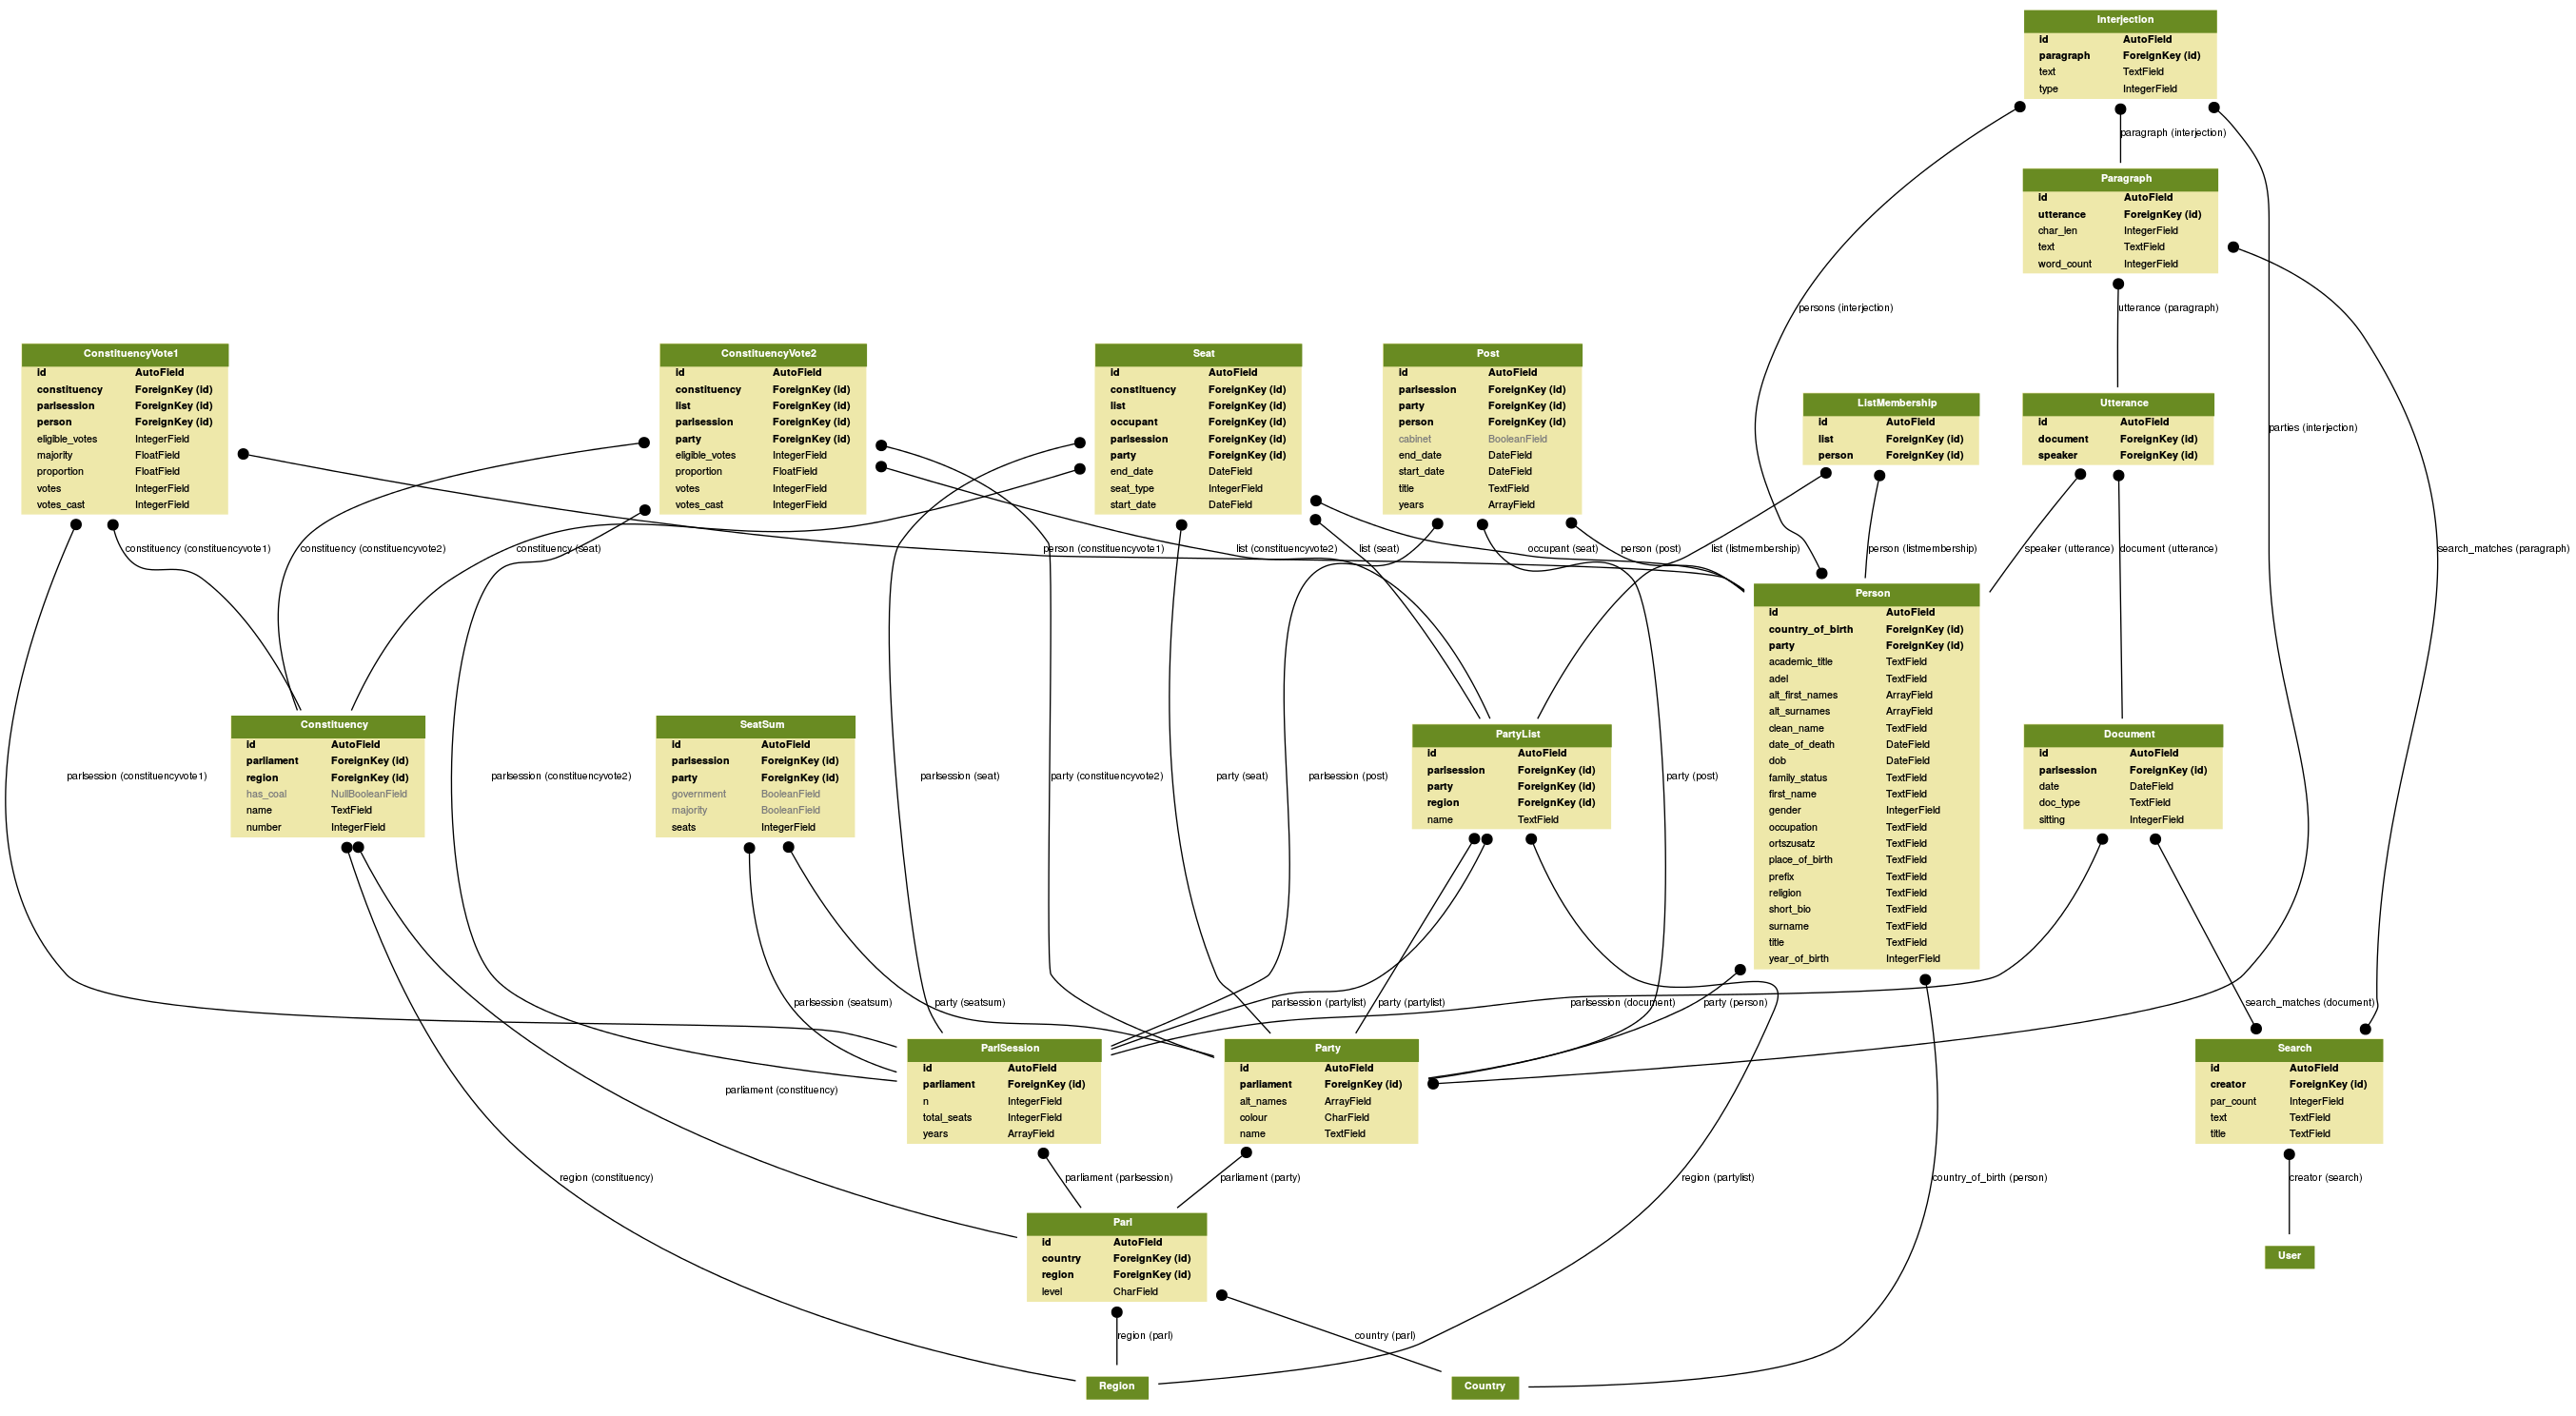 Interjection
id AutoField
paragraph ForeignKey (id)
text TextField
type IntegerField
paragraph (interjection)
Paragraph
id AutoField
utterance ForeignKey (id)
char_len IntegerField
text TextField
word_count IntegerField
persons (interjection)
utterance (paragraph)
ConstituencyVote1
id AutoField
constituency ForeignKey (id)
parlsession ForeignKey (id)
person ForeignKey (id)
eligible_votes IntegerField
majority FloatField
proportion FloatField
votes IntegerField
votes_cast IntegerField
ConstituencyVote2
id AutoField
constituency ForeignKey (id)
list ForeignKey (id)
parlsession ForeignKey (id)
party ForeignKey (id)
eligible_votes IntegerField
proportion FloatField
votes IntegerField
votes_cast IntegerField
Seat
id AutoField
constituency ForeignKey (id)
list ForeignKey (id)
occupant ForeignKey (id)
parlsession ForeignKey (id)
party ForeignKey (id)
end_date DateField
seat_type IntegerField
start_date DateField
Post
id AutoField
parlsession ForeignKey (id)
party ForeignKey (id)
person ForeignKey (id)
cabinet BooleanField
end_date DateField
start_date DateField
title TextField
years ArrayField
ListMembership
id AutoField
list ForeignKey (id)
person ForeignKey (id)
Utterance
id AutoField
document ForeignKey (id)
speaker ForeignKey (id)
parties (interjection)
constituency (constituencyvote1)
constituency (constituencyvote2)
constituency (seat)
person (constituencyvote1)
list (constituencyvote2)
list (seat)
occupant (seat)
person (post)
list (listmembership)
person (listmembership)
speaker (utterance)
document (utterance)
search_matches (paragraph)
Person
id AutoField
country_of_birth ForeignKey (id)
party ForeignKey (id)
academic_title TextField
adel TextField
alt_first_names ArrayField
alt_surnames ArrayField
clean_name TextField
date_of_death DateField
dob DateField
family_status TextField
first_name TextField
gender IntegerField
occupation TextField
ortszusatz TextField
place_of_birth TextField
prefix TextField
religion TextField
short_bio TextField
surname TextField
title TextField
year_of_birth IntegerField
Constituency
id AutoField
parliament ForeignKey (id)
region ForeignKey (id)
has_coal NullBooleanField
name TextField
number IntegerField
SeatSum
id AutoField
parlsession ForeignKey (id)
party ForeignKey (id)
government BooleanField
majority BooleanField
seats IntegerField
PartyList
id AutoField
parlsession ForeignKey (id)
party ForeignKey (id)
region ForeignKey (id)
name TextField
Document
id AutoField
parlsession ForeignKey (id)
date DateField
doc_type TextField
sitting IntegerField
parlsession (constituencyvote1)
parlsession (constituencyvote2)
parlsession (seat)
party (constituencyvote2)
party (seat)
parlsession (post)
party (post)
parlsession (seatsum)
party (seatsum)
parlsession (partylist)
party (partylist)
parlsession (document)
party (person)
search_matches (document)
ParlSession
id AutoField
parliament ForeignKey (id)
n IntegerField
total_seats IntegerField
years ArrayField
Party
id AutoField
parliament ForeignKey (id)
alt_names ArrayField
colour CharField
name TextField
Search
id AutoField
creator ForeignKey (id)
par_count IntegerField
text TextField
title TextField
parliament (constituency)
region (constituency)
parliament (parlsession)
parliament (party)
region (partylist)
country_of_birth (person)
creator (search)
Parl
id AutoField
country ForeignKey (id)
region ForeignKey (id)
level CharField
User
region (parl)
country (parl)
Region
Country